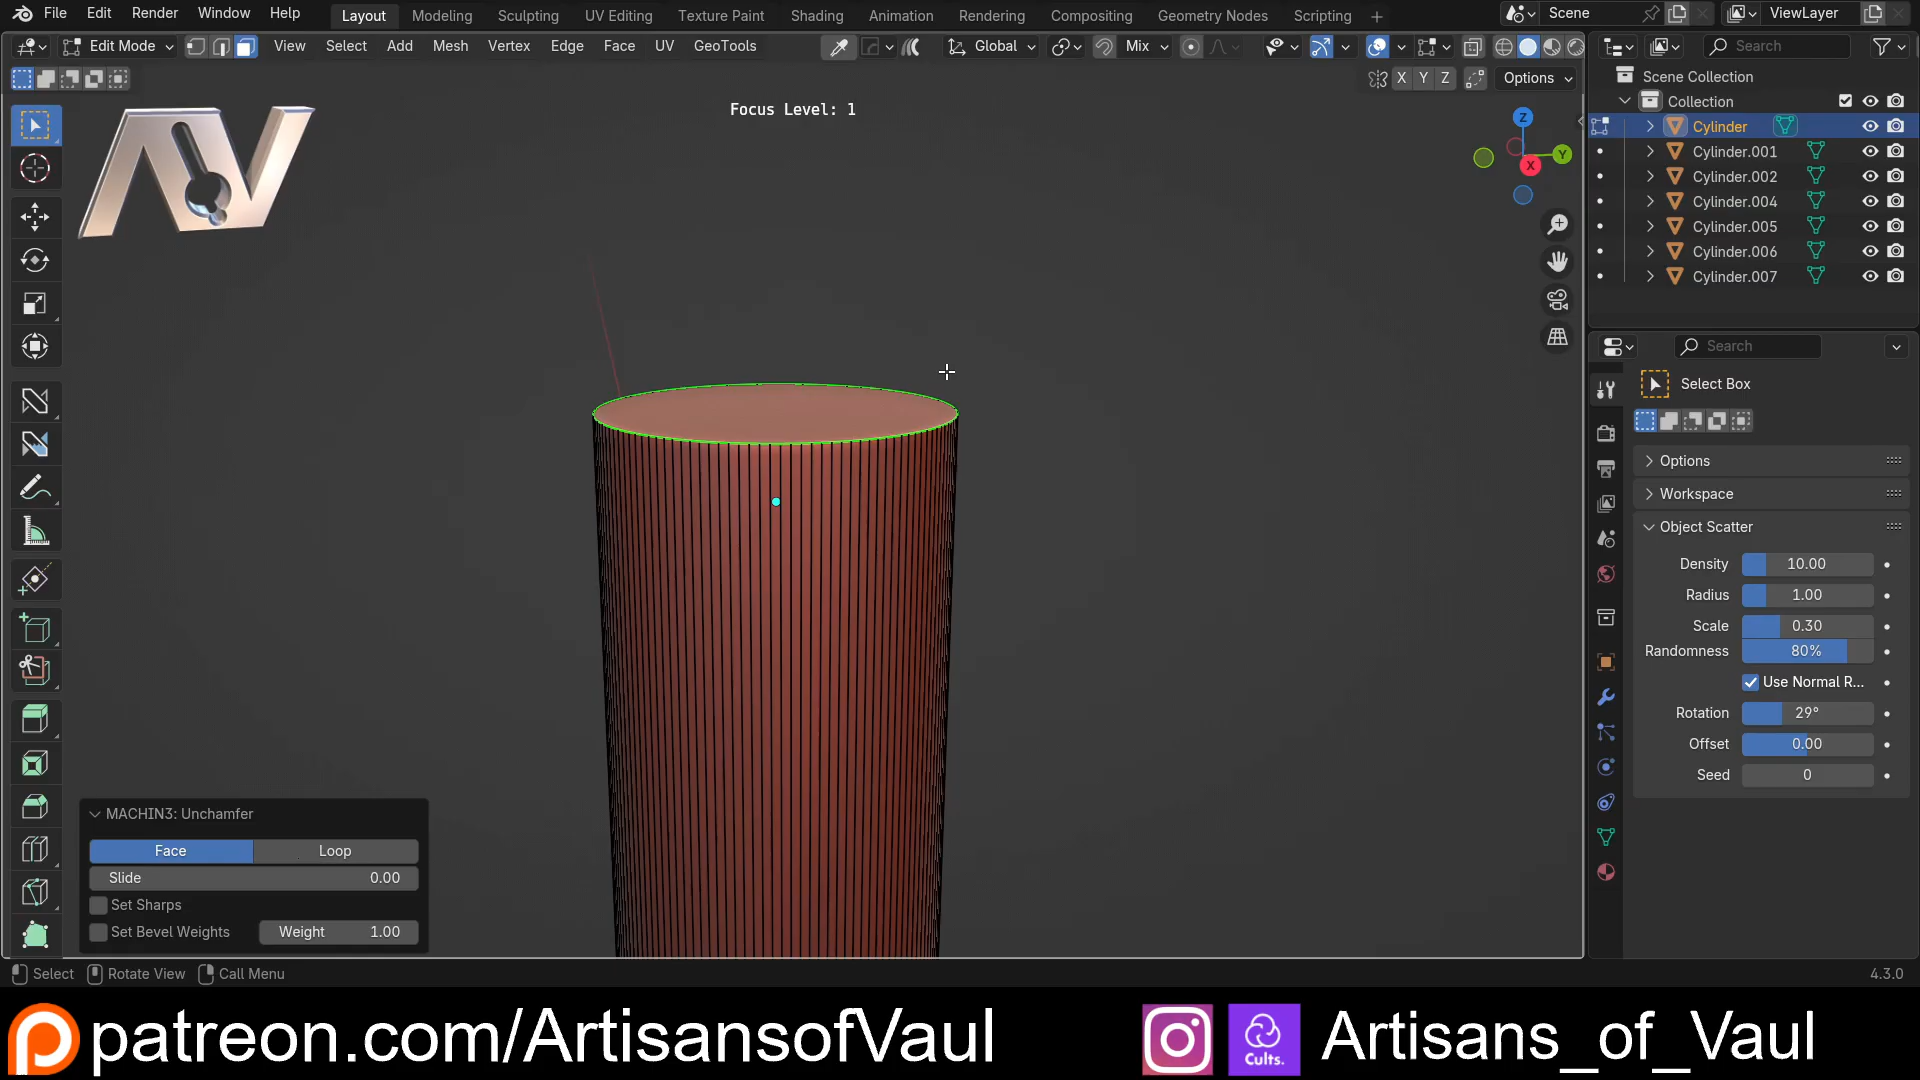 File Edit Render Window Help Layout Modeling Sculpting UV Editing Texture Paint Shading Animation Rendering Compositing Geometry Nodes Scripting + Scene ViewLayer
Edit Mode View Select Add Mesh Vertex Edge Face UV GeoTools Global Mix Search
X Y Z Options
Focus Level: 1
Z
Y
X
Scene Collection
Collection
Cylinder
Cylinder.001
Cylinder.002
Cylinder.004
Cylinder.005
Cylinder.006
Cylinder.007
Search
Select Box
Options
Workspace
Object Scatter
Density 10.00
Radius 1.00
Scale 0.30
Randomness 80%
Use Normal R...
Rotation 29°
Offset 0.00
Seed 0
MACHIN3: Unchamfer
Face Loop
Slide 0.00
Set Sharps
Set Bevel Weights Weight 1.00
Select Rotate View Call Menu 4.3.0
patreon.com/ArtisansofVaul Cults. Artisans_of_Vaul